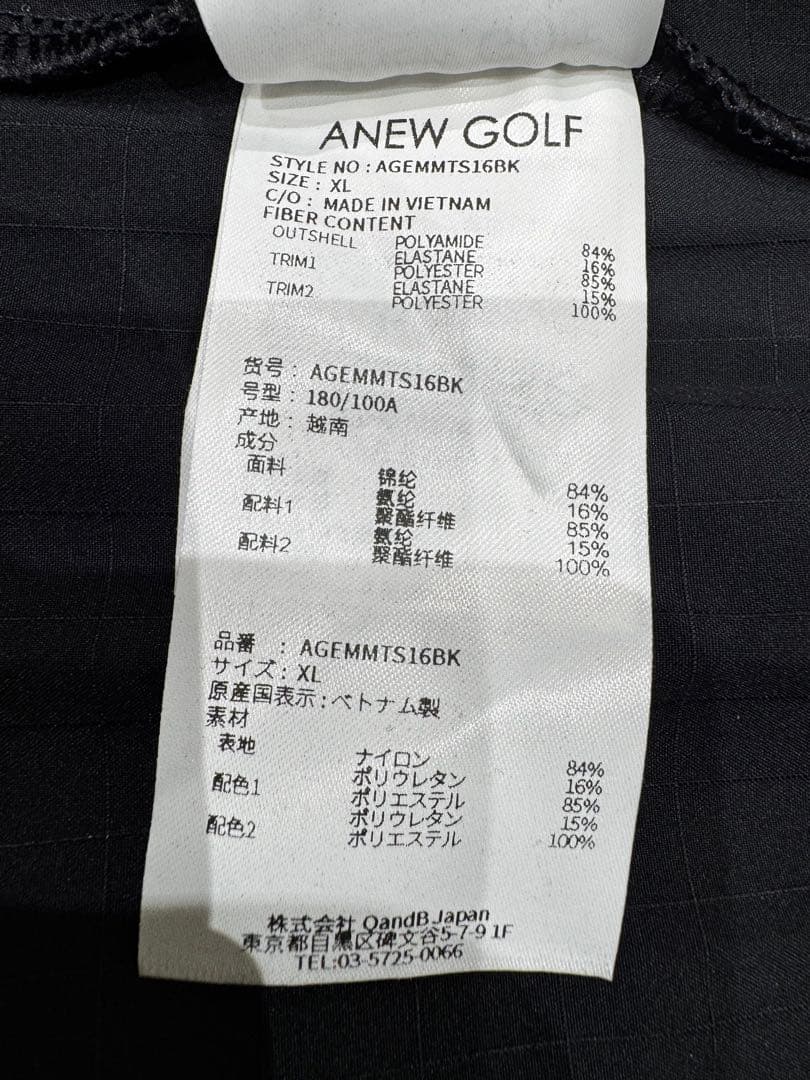 ANEW GOLF
STYLE NO : AGEMMTS16BK
SIZE : XL
C/O : MADE IN VIETNAM
FIBER CONTENT
OUTSHELL POLYAMIDE 84%
ELASTANE 16%
TRIM1 POLYESTER 85%
ELASTANE 15%
TRIM2 POLYESTER 100%
货号 : AGEMMTS16BK
号型 : 180/100A
产地 : 越南
成分
面料 锦纶 84%
氨纶 16%
配料1 聚酯纤维 85%
氨纶 15%
配料2 聚酯纤维 100%
品番 : AGEMMTS16BK
サイズ : XL
原産国表示 : ベトナム製
素材
表地 ナイロン 84%
ポリウレタン 16%
配色1 ポリエステル 85%
ポリウレタン 15%
配色2 ポリエステル 100%
株式会社 QandB Japan
東京都目黒区碑文谷5-7-9 1F
TEL:03-5725-0066